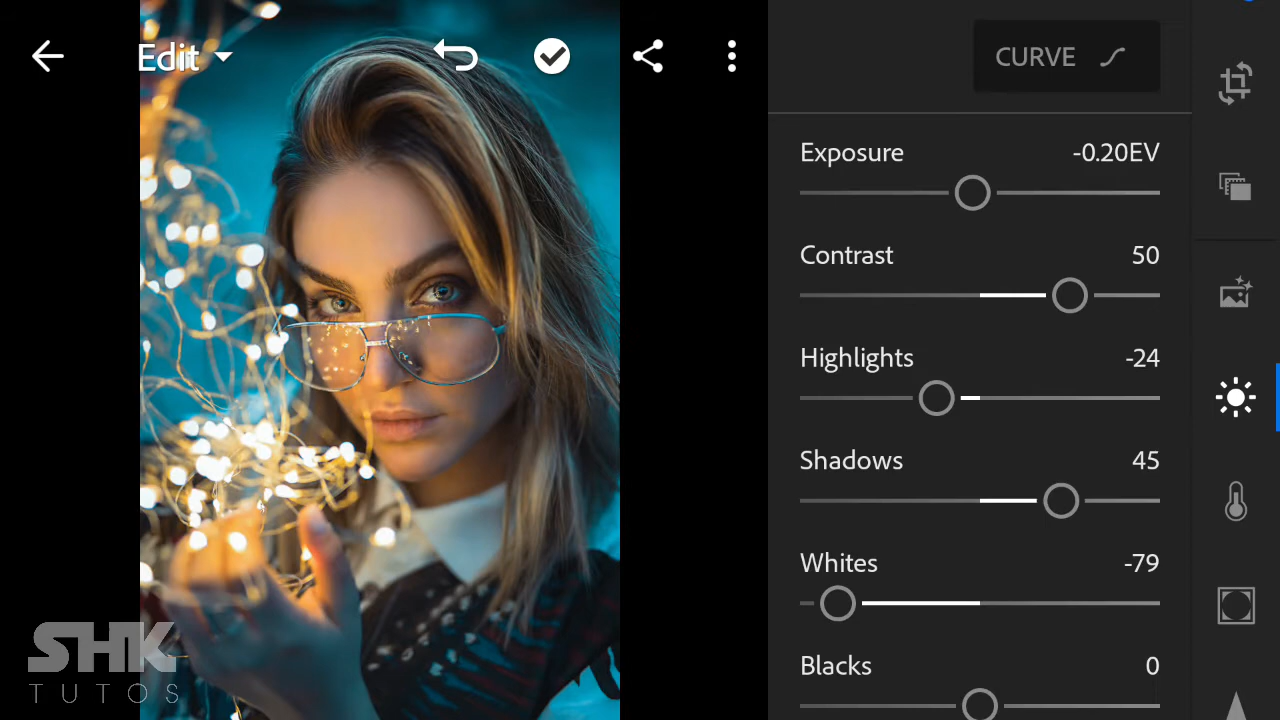 Edit
CURVE
Exposure -0.20EV
Contrast 50
Highlights -24
Shadows 45
Whites -79
Blacks 0
SHK
TUTOS